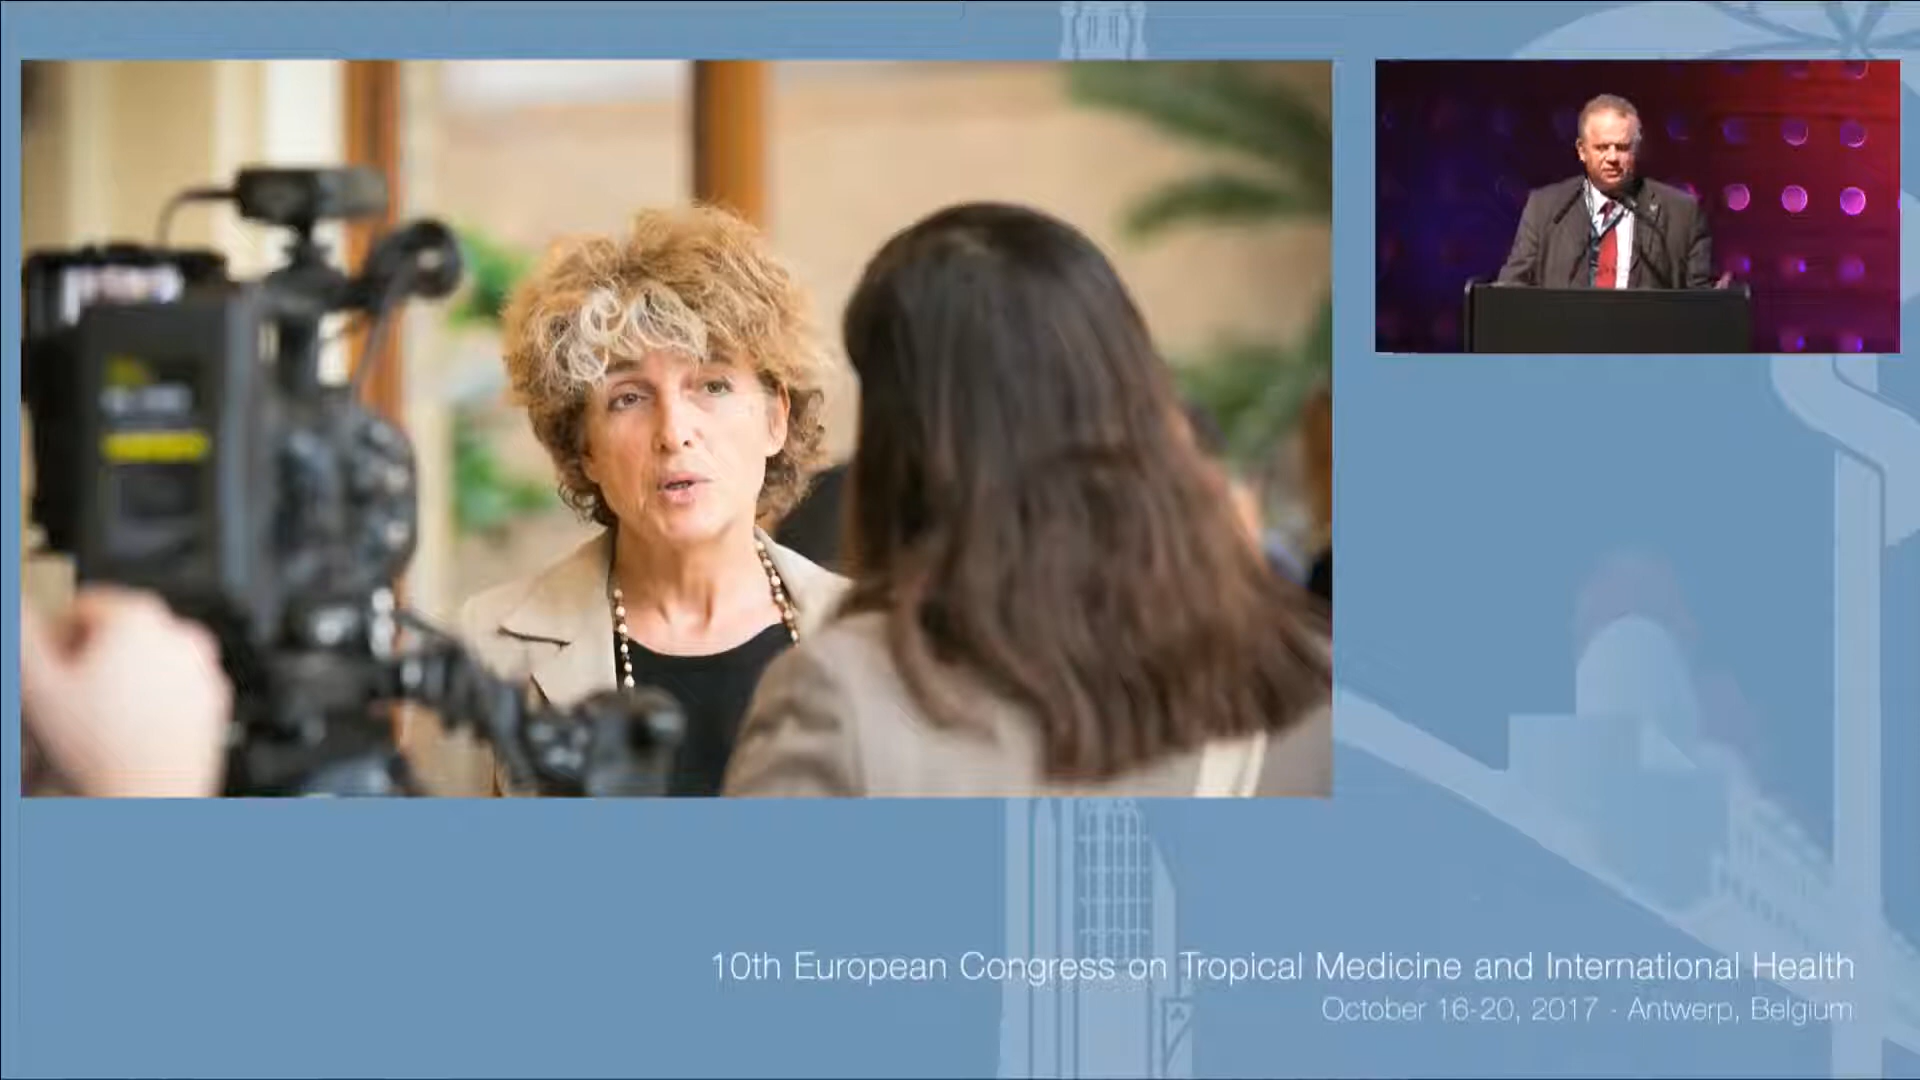 10th European Congress on Tropical Medicine and International Health
October 16-20, 2017 - Antwerp, Belgium